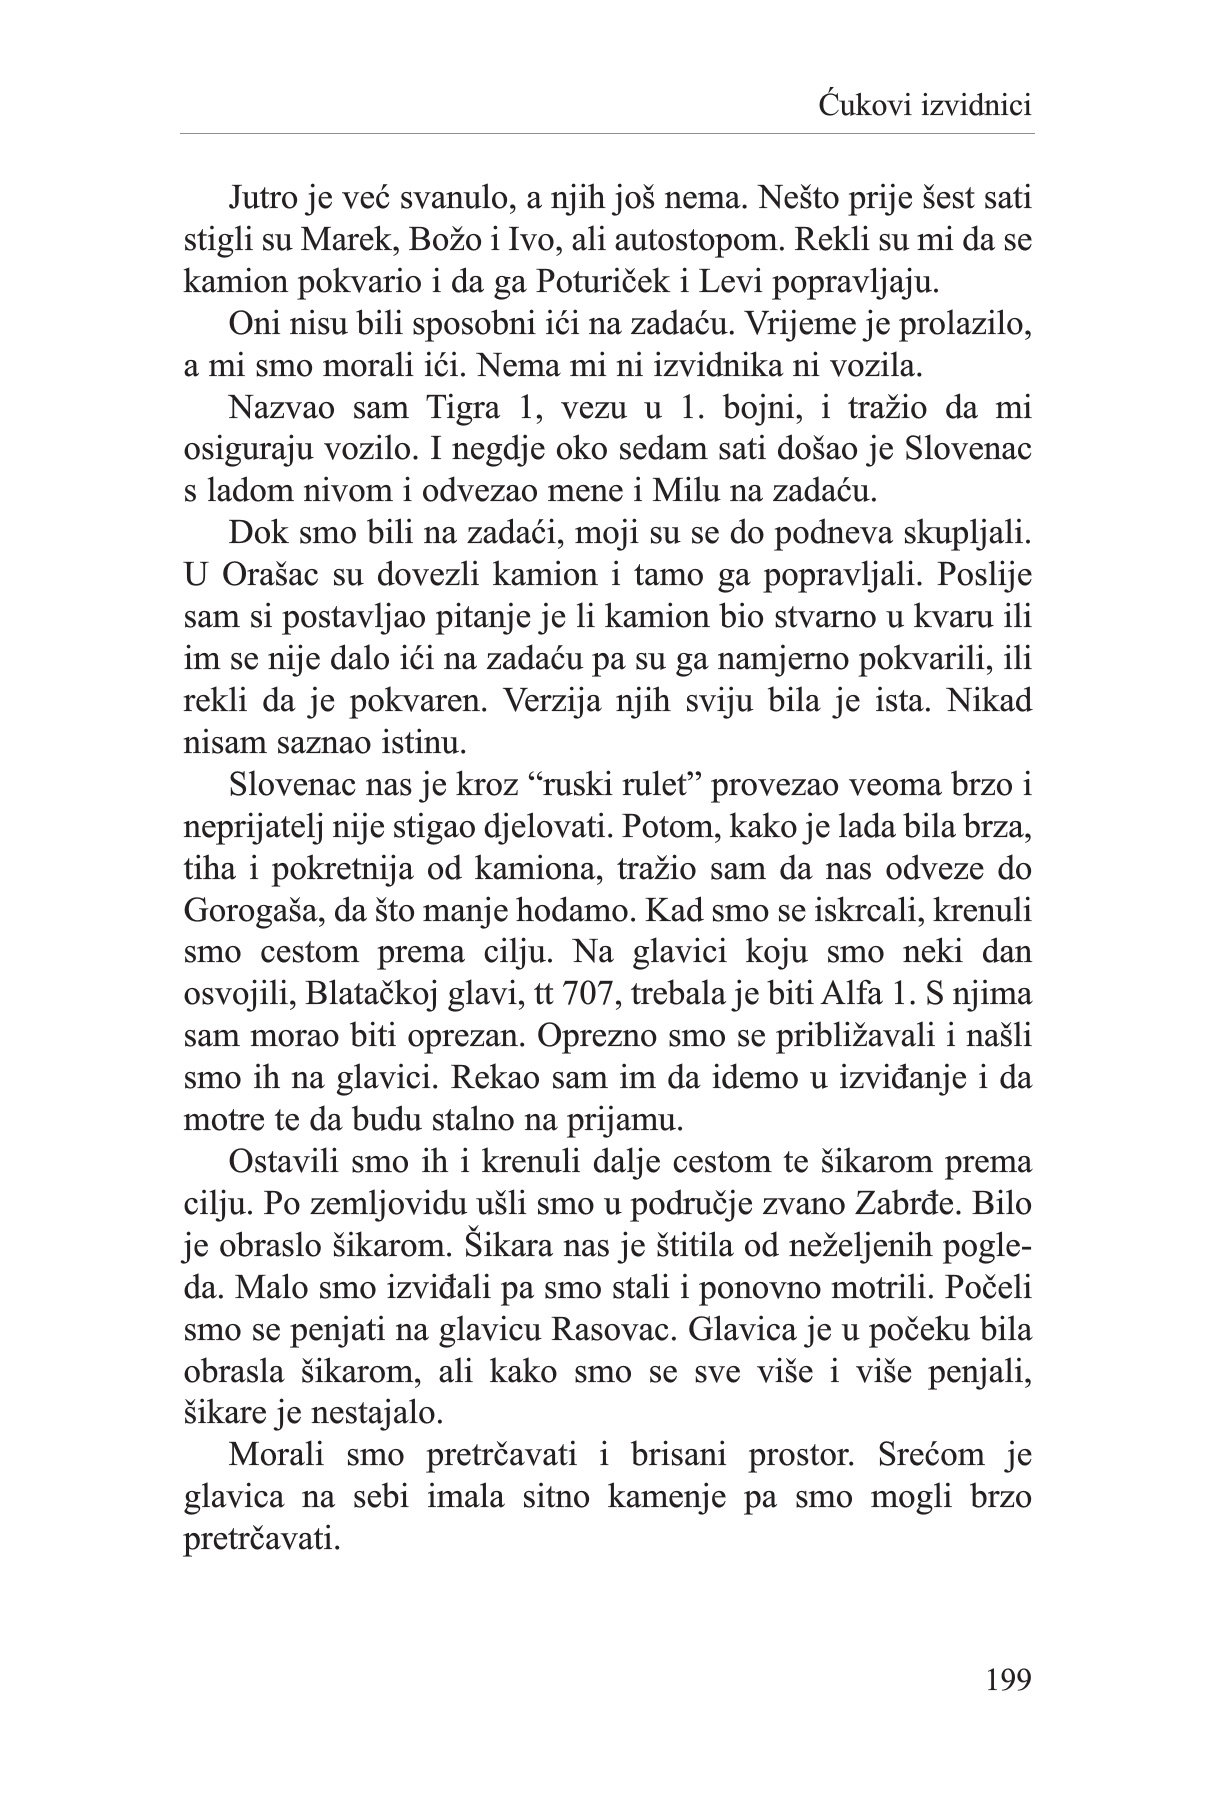 Ćukovi izvidnici
Jutro je već svanulo, a njih još nema. Nešto prije šest sati
stigli su Marek, Božo i Ivo, ali autostopom. Rekli su mi da se
kamion pokvario i da ga Poturiček i Levi popravljaju.
Oni nisu bili sposobni ići na zadaću. Vrijeme je prolazilo,
a mi smo morali ići. Nema mi ni izvidnika ni vozila.
Nazvao sam Tigra 1, vezu u 1. bojni, i tražio da mi
osiguraju vozilo. I negdje oko sedam sati došao je Slovenac
s ladom nivom i odvezao mene i Milu na zadaću.
Dok smo bili na zadaći, moji su se do podneva skupljali.
U Orašac su dovezli kamion i tamo ga popravljali. Poslije
sam si postavljao pitanje je li kamion bio stvarno u kvaru ili
im se nije dalo ići na zadaću pa su ga namjerno pokvarili, ili
rekli da je pokvaren. Verzija njih sviju bila je ista. Nikad
nisam saznao istinu.
Slovenac nas je kroz “ruski rulet” provezao veoma brzo i
neprijatelj nije stigao djelovati. Potom, kako je lada bila brza,
tiha i pokretnija od kamiona, tražio sam da nas odveze do
Gorogaša, da što manje hodamo. Kad smo se iskrcali, krenuli
smo cestom prema cilju. Na glavici koju smo neki dan
osvojili, Blatačkoj glavi, tt 707, trebala je biti Alfa 1. S njima
sam morao biti oprezan. Oprezno smo se približavali i našli
smo ih na glavici. Rekao sam im da idemo u izviđanje i da
motre te da budu stalno na prijamu.
Ostavili smo ih i krenuli dalje cestom te šikarom prema
cilju. Po zemljovidu ušli smo u područje zvano Zabrđe. Bilo
je obraslo šikarom. Šikara nas je štitila od neželjenih pogle-
da. Malo smo izviđali pa smo stali i ponovno motrili. Počeli
smo se penjati na glavicu Rasovac. Glavica je u počeku bila
obrasla šikarom, ali kako smo se sve više i više penjali,
šikare je nestajalo.
Morali smo pretrčavati i brisani prostor. Srećom je
glavica na sebi imala sitno kamenje pa smo mogli brzo
pretrčavati.
199